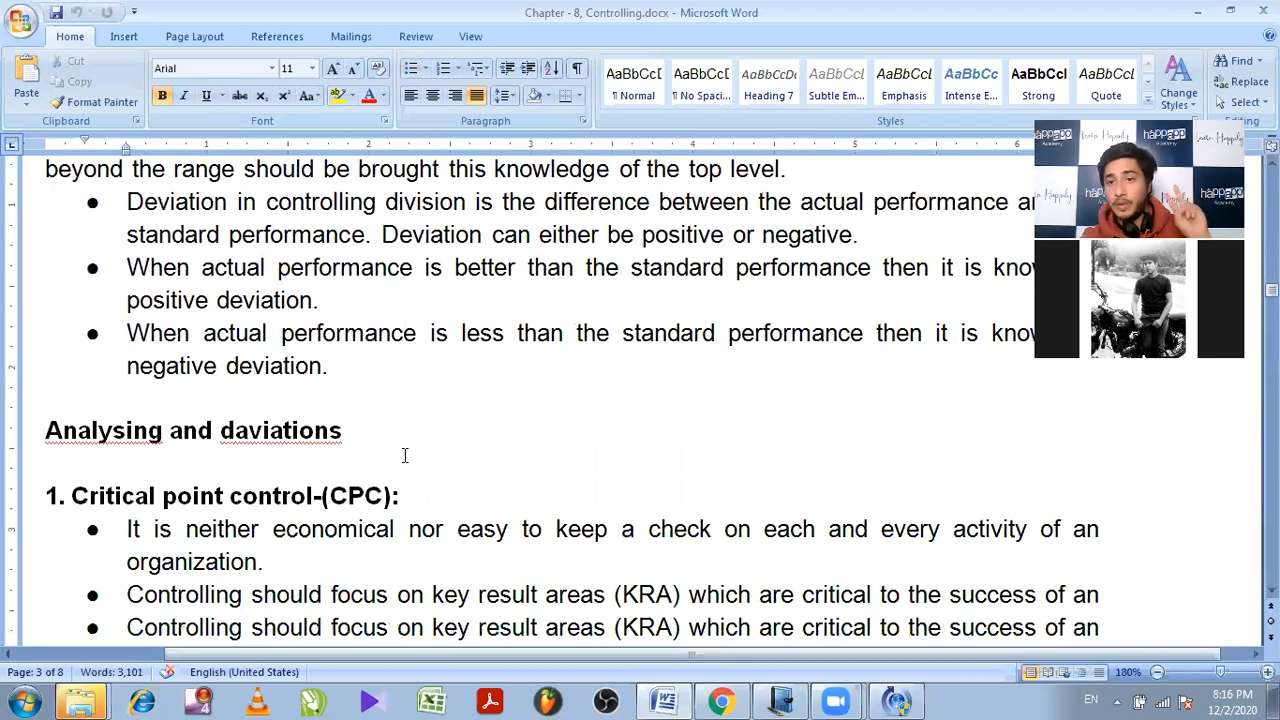 Chapter - 8, Controlling.docx - Microsoft Word
Home Insert Page Layout References Mailings Review View
Paste Cut Copy Format Painter
Arial 11
AaBbCcI AaBbCcI AaBbCcDc AaBbCcDc AaBbCcDc AaBbCc AaBbCcI AaBbCcI
¶ Normal ¶ No Spaci... Heading 7 Subtle Em... Emphasis Intense E... Strong Quote
Change Styles
Find Replace Select
Clipboard Font Paragraph Styles Editing
beyond the range should be brought this knowledge of the top level.
● Deviation in controlling division is the difference between the actual performance
standard performance. Deviation can either be positive or negative.
● When actual performance is better than the standard performance then it is
positive deviation.
● When actual performance is less than the standard performance then it is
negative deviation.
Analysing and daviations
1. Critical point control-(CPC):
● It is neither economical nor easy to keep a check on each and every activity of an
organization.
● Controlling should focus on key result areas (KRA) which are critical to the success of an
● Controlling should focus on key result areas (KRA) which are critical to the success of an
happapp Academy
Page: 3 of 8 Words: 3,101 English (United States) 180%
EN 8:16 PM
12/2/2020